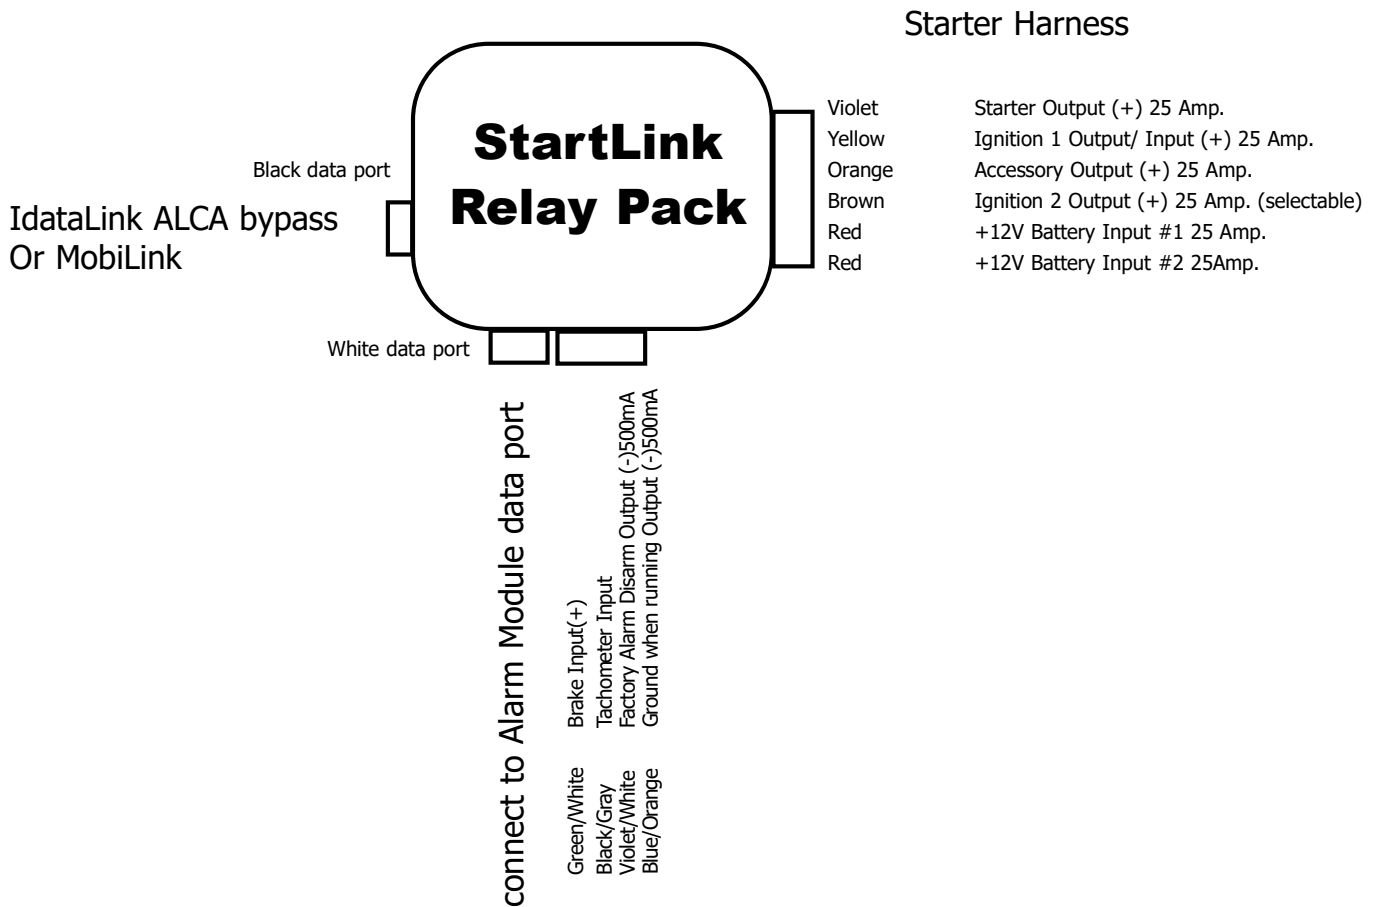 Starter Harness
StartLink
Relay Pack
Violet Starter Output (+) 25 Amp.
Yellow Ignition 1 Output/ Input (+) 25 Amp.
Orange Accessory Output (+) 25 Amp.
Brown Ignition 2 Output (+) 25 Amp. (selectable)
Red +12V Battery Input #1 25 Amp.
Red +12V Battery Input #2 25Amp.
Black data port
IdataLink ALCA bypass
Or MobiLink
White data port
connect to Alarm Module data port
Green/White Brake Input(+)
Black/Gray Tachometer Input
Violet/White Factory Alarm Disarm Output (-)500mA
Blue/Orange Ground when running Output (-)500mA